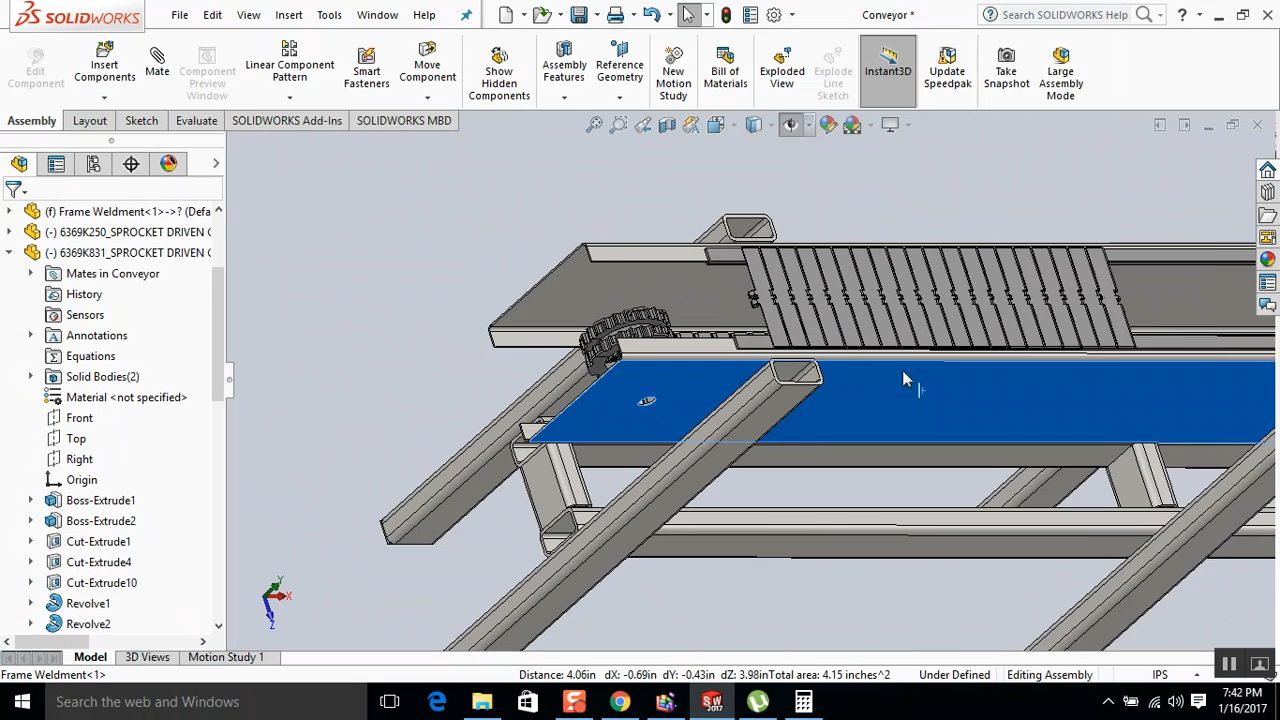 SOLIDWORKS File Edit View Insert Tools Window Help Conveyor * Search SOLIDWORKS Help ?
Edit Component
Insert Components
Mate
Component Preview Window
Linear Component Pattern
Smart Fasteners
Move Component
Show Hidden Components
Assembly Features
Reference Geometry
New Motion Study
Bill of Materials
Exploded View
Explode Line Sketch
Instant3D
Update Speedpak
Take Snapshot
Large Assembly Mode
Assembly Layout Sketch Evaluate SOLIDWORKS Add-Ins SOLIDWORKS MBD
(f) Frame Weldment<1>->? (Defa
(-) 6369K250_SPROCKET DRIVEN C
(-) 6369K831_SPROCKET DRIVEN C
Mates in Conveyor
History
Sensors
Annotations
Equations
Solid Bodies(2)
Material <not specified>
Front
Top
Right
Origin
Boss-Extrude1
Boss-Extrude2
Cut-Extrude1
Cut-Extrude4
Cut-Extrude10
Revolve1
Revolve2
Y
X
Z
Model 3D Views Motion Study 1
Frame Weldment<1> Distance: 4.06in dX: -0.69in dY: -0.43in dZ: 3.98in Total area: 4.15 inches^2 Under Defined Editing Assembly IPS
Search the web and Windows
SW
2017
7:42 PM
1/16/2017